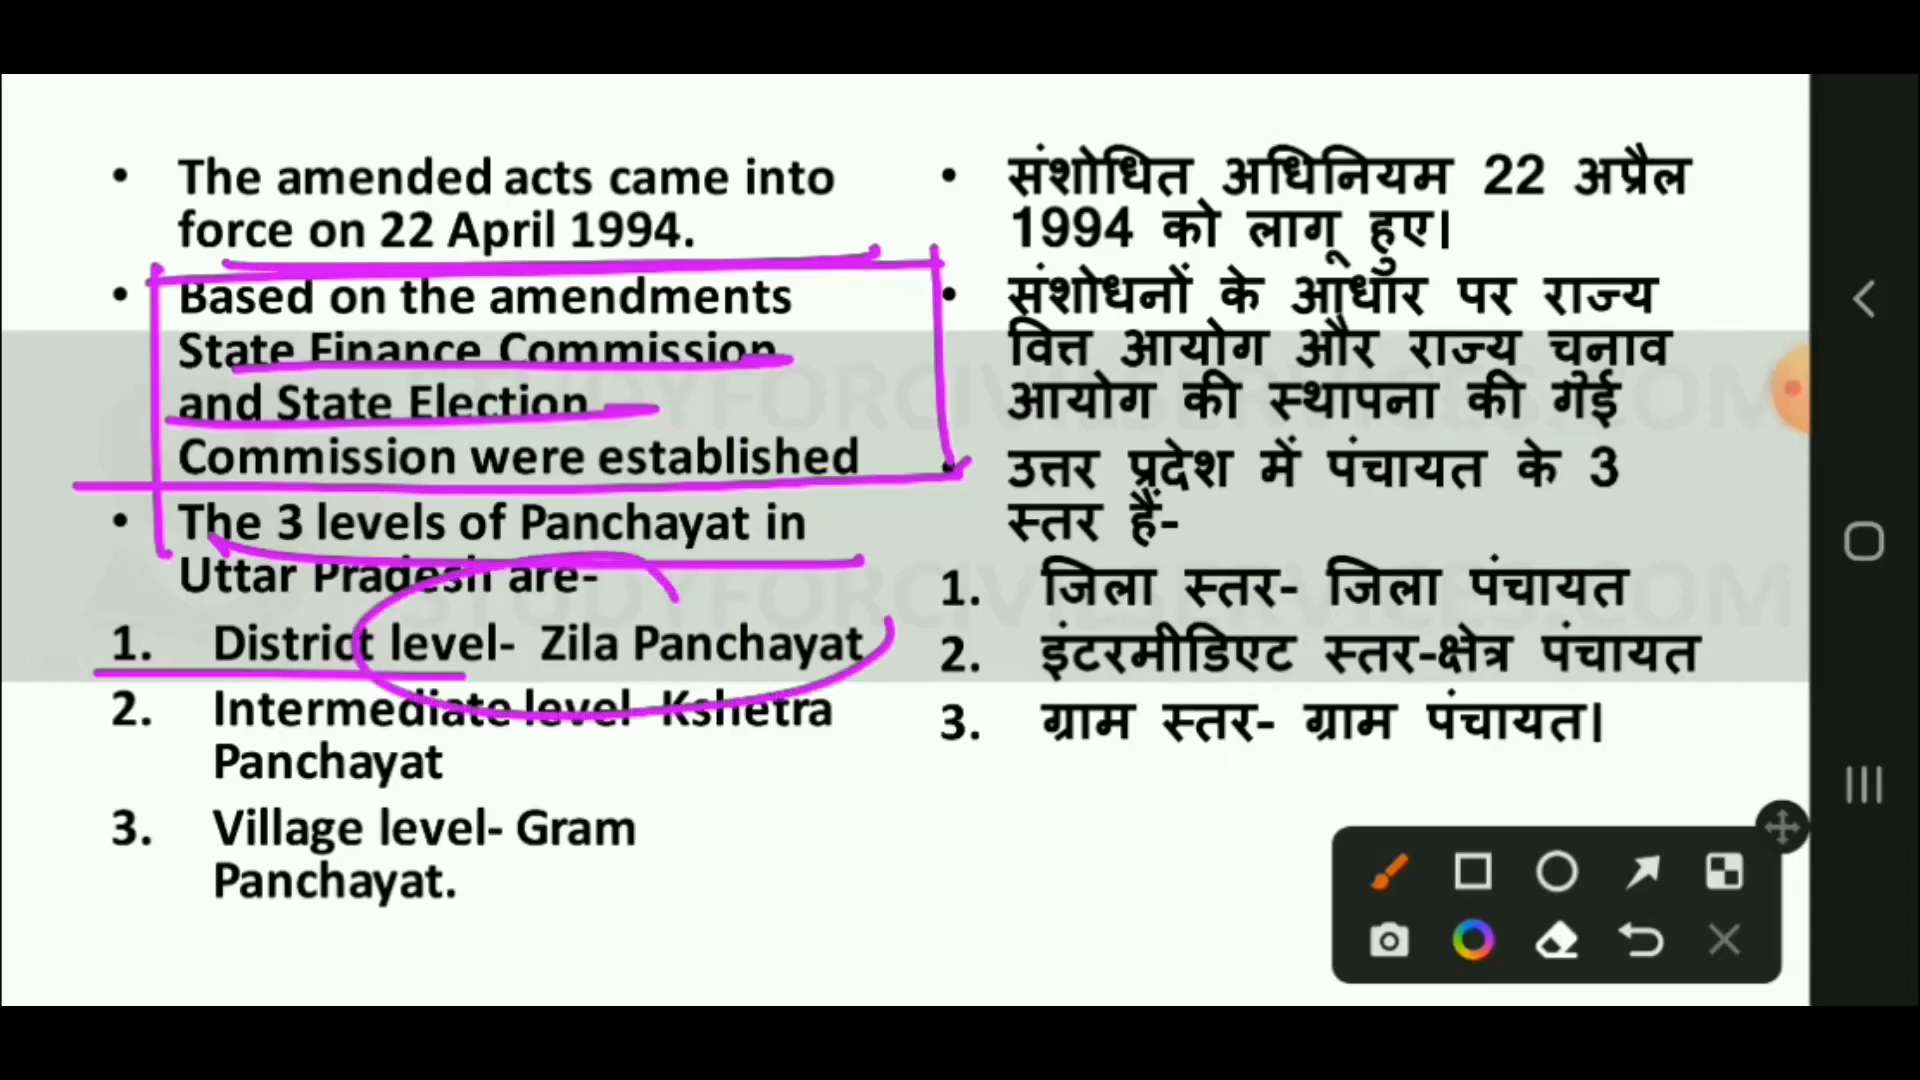 • The amended acts came into
force on 22 April 1994.
• Based on the amendments
State Finance Commission
and State Election
Commission were established
• The 3 levels of Panchayat in
Uttar Pradesh are-
1. District level- Zila Panchayat
2. Intermediate level- Kshetra
Panchayat
3. Village level- Gram
Panchayat.
• संशोधित अधिनियम 22 अप्रैल
1994 को लागू हुए।
• संशोधनों के आधार पर राज्य
वित्त आयोग और राज्य चुनाव
आयोग की स्थापना की गई
• उत्तर प्रदेश में पंचायत के 3
स्तर हैं-
1. जिला स्तर- जिला पंचायत
2. इंटरमीडिएट स्तर-क्षेत्र पंचायत
3. ग्राम स्तर- ग्राम पंचायत।
STUDYFORCIVILSERVICES.COM
STUDYFORCIVILSERVICES.COM